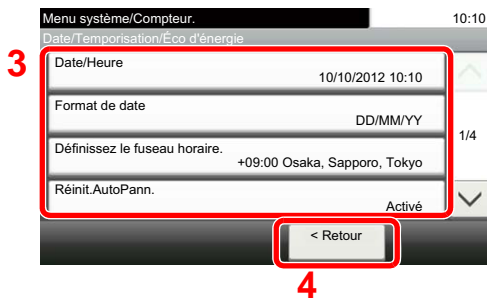 Menu système/Compteur. 10:10
Date/Temporisation/Éco d'énergie
3
Date/Heure
10/10/2012 10:10
Format de date
DD/MM/YY
1/4
Définissez le fuseau horaire.
+09:00 Osaka, Sapporo, Tokyo
Réinit.AutoPann.
Activé
< Retour
4